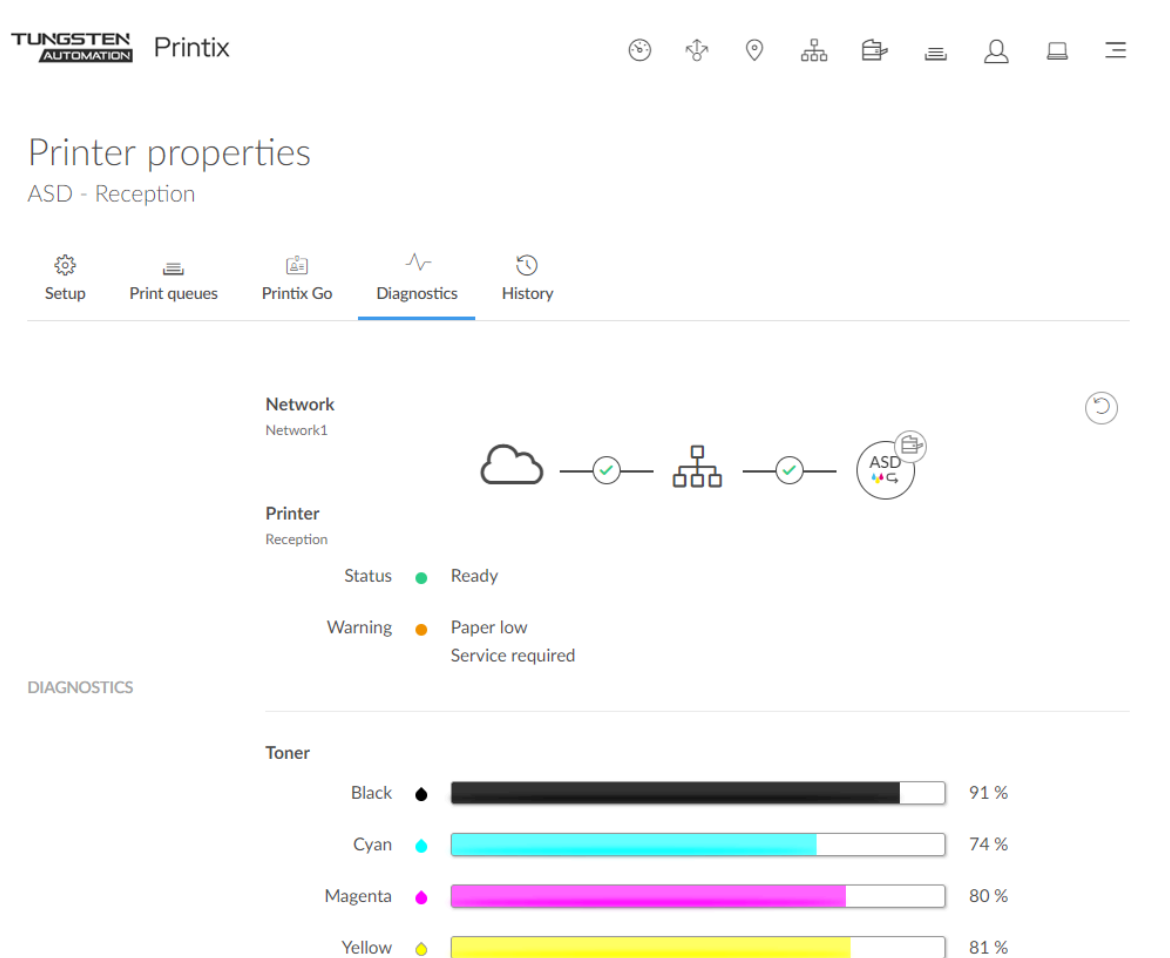 TUNGSTEN
AUTOMATION
Printix
Printer properties
ASD - Reception
Setup
Print queues
Printix Go
Diagnostics
History
Network
Network1
ASD
Printer
Reception
Status Ready
Warning Paper low
Service required
DIAGNOSTICS
Toner
Black 91 %
Cyan 74 %
Magenta 80 %
Yellow 81 %